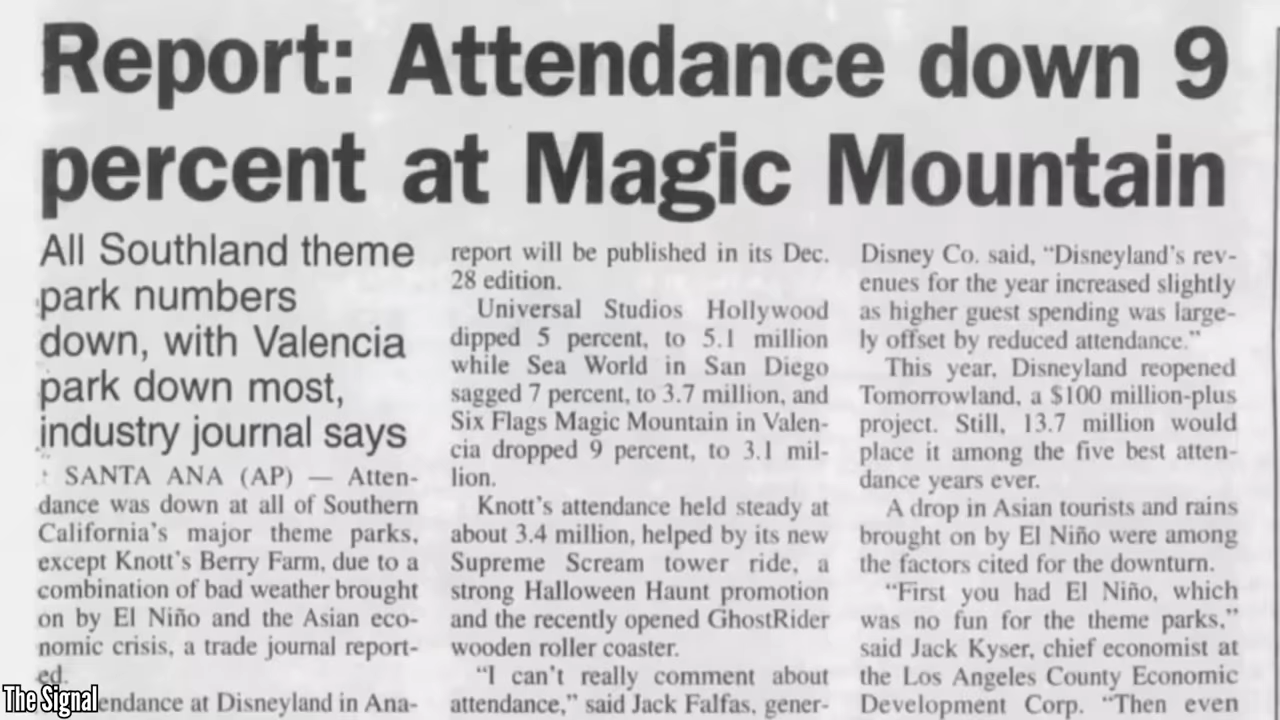 Report: Attendance down 9
percent at Magic Mountain
All Southland theme
park numbers
down, with Valencia
park down most,
industry journal says
SANTA ANA (AP) — Atten-
dance was down at all of Southern
California's major theme parks,
except Knott's Berry Farm, due to a
combination of bad weather brought
on by El Niño and the Asian eco-
nomic crisis, a trade journal report-
ed.
endance at Disneyland in Ana-
report will be published in its Dec.
28 edition.
Universal Studios Hollywood
dipped 5 percent, to 5.1 million
while Sea World in San Diego
sagged 7 percent, to 3.7 million, and
Six Flags Magic Mountain in Valen-
cia dropped 9 percent, to 3.1 mil-
lion.
Knott's attendance held steady at
about 3.4 million, helped by its new
Supreme Scream tower ride, a
strong Halloween Haunt promotion
and the recently opened GhostRider
wooden roller coaster.
"I can't really comment about
attendance," said Jack Falfas, gener-
Disney Co. said, "Disneyland's rev-
enues for the year increased slightly
as higher guest spending was large-
ly offset by reduced attendance."
This year, Disneyland reopened
Tomorrowland, a $100 million-plus
project. Still, 13.7 million would
place it among the five best atten-
dance years ever.
A drop in Asian tourists and rains
brought on by El Niño were among
the factors cited for the downturn.
"First you had El Niño, which
was no fun for the theme parks,"
said Jack Kyser, chief economist at
the Los Angeles County Economic
Development Corp. "Then even
The Signal